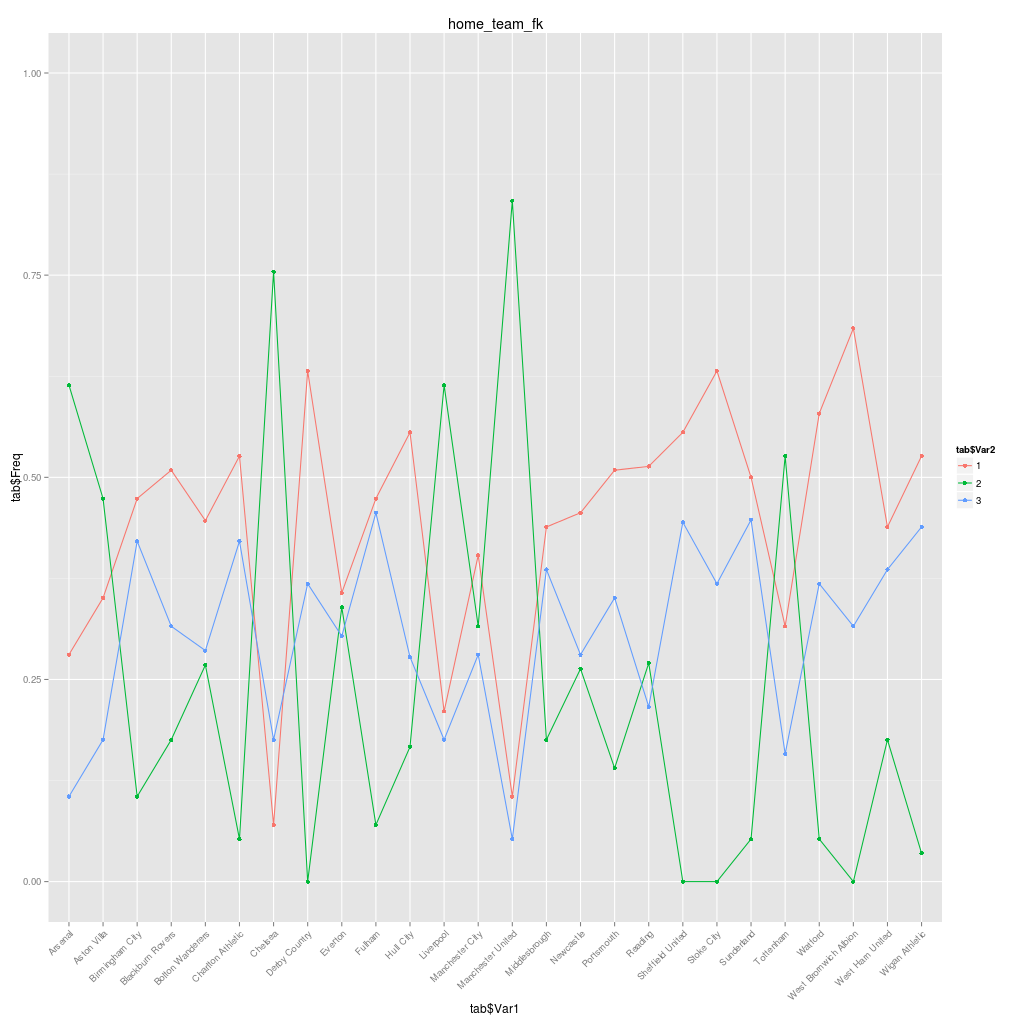 home_team_fk
1.00
0.75
0.50
0.25
0.00
tab$Freq
Arsenal
Aston Villa
Birmingham City
Blackburn Rovers
Bolton Wanderers
Charlton Athletic
Chelsea
Derby Country
Everton
Fulham
Hull City
Liverpool
Manchester City
Manchester United
Middlesbrough
Newcastle
Portsmouth
Reading
Sheffield United
Stoke City
Sunderland
Tottenham
Watford
West Bromwich Albion
West Ham United
Wigan Athletic
tab$Var1
tab$Var2
1
2
3